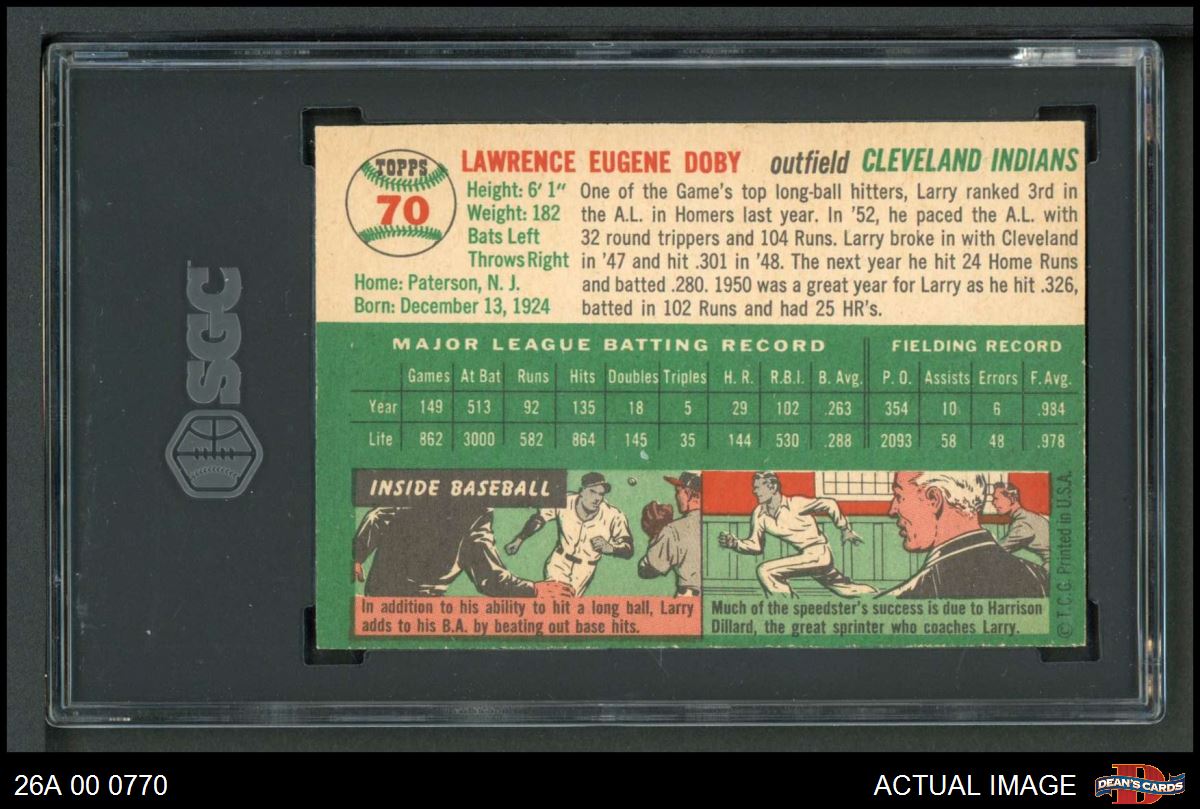 SGC
TOPPS
70
LAWRENCE EUGENE DOBY outfield CLEVELAND INDIANS
Height: 6' 1"
Weight: 182
Bats Left
Throws Right
Home: Paterson, N. J.
Born: December 13, 1924
One of the Game's top long-ball hitters, Larry ranked 3rd in
the A.L. in Homers last year. In '52, he paced the A.L. with
32 round trippers and 104 Runs. Larry broke in with Cleveland
in '47 and hit .301 in '48. The next year he hit 24 Home Runs
and batted .280. 1950 was a great year for Larry as he hit .326,
batted in 102 Runs and had 25 HR's.
MAJOR LEAGUE BATTING RECORD FIELDING RECORD
Games At Bat Runs Hits Doubles Triples H. R. R.B.I. B. Avg. P. O. Assists Errors F. Avg.
Year 149 513 92 135 18 5 29 102 .263 354 10 6 .984
Life 862 3000 582 864 145 35 144 530 .288 2093 58 48 .978
INSIDE BASEBALL
In addition to his ability to hit a long ball, Larry
adds to his B.A. by beating out base hits.
Much of the speedster's success is due to Harrison
Dillard, the great sprinter who coaches Larry.
© T.C.G. Printed in U.S.A.
26A 00 0770
ACTUAL IMAGE
D
DEAN'S CARDS